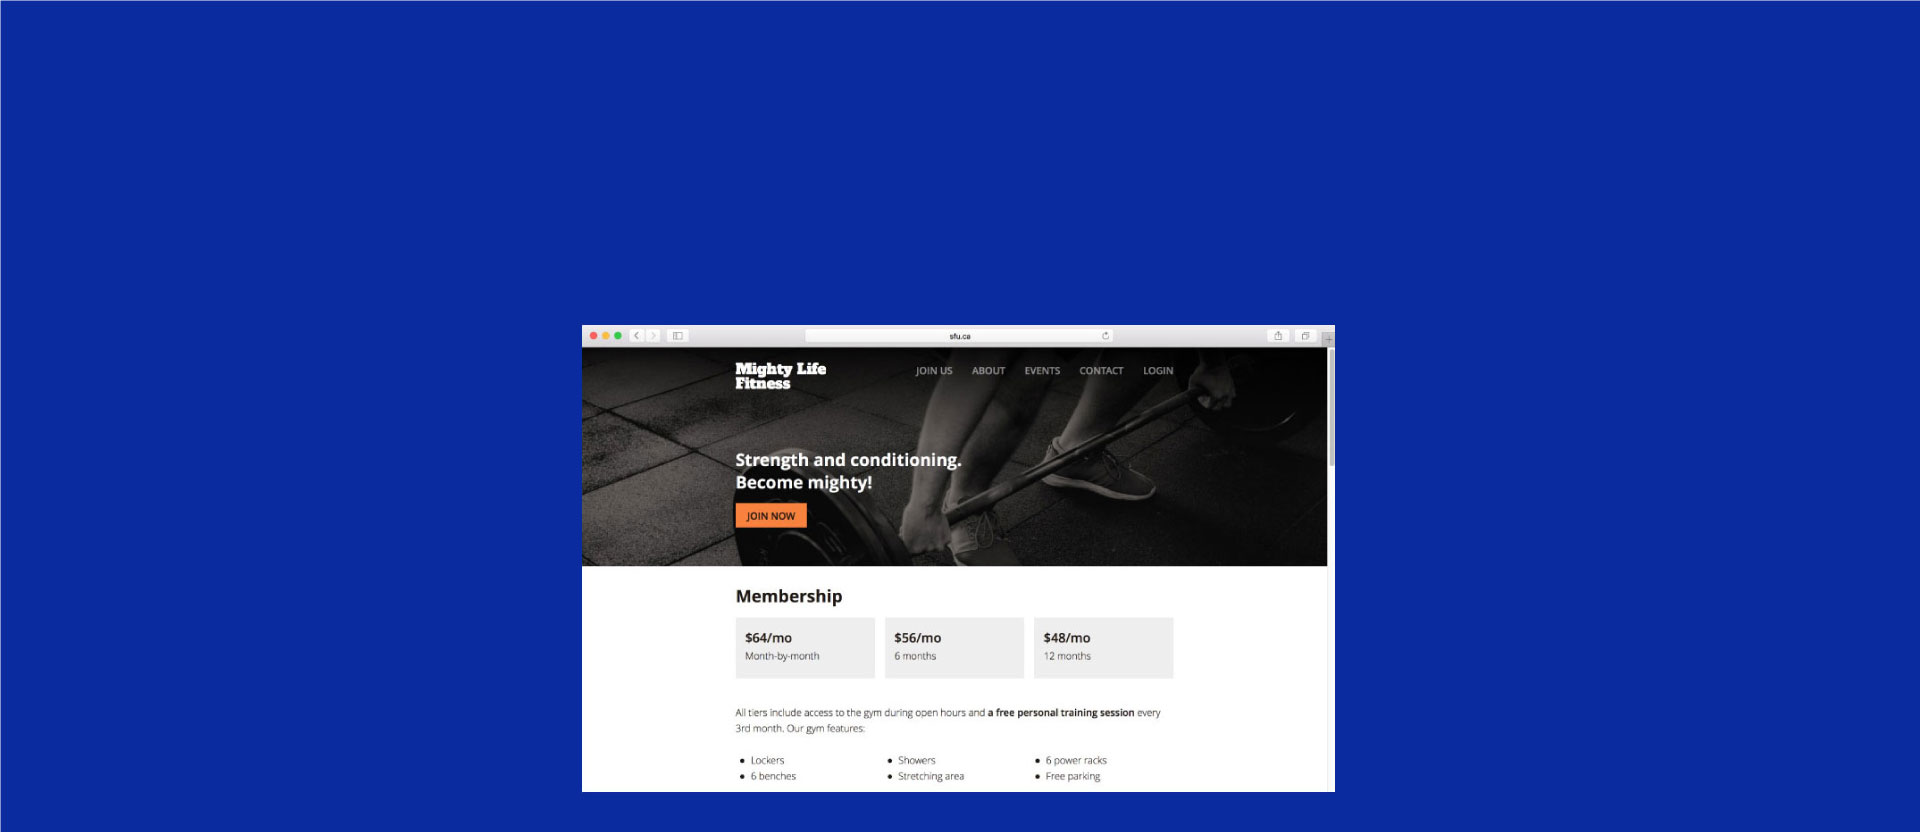 sfu.ca
Mighty Life
Fitness
JOIN US
ABOUT
EVENTS
CONTACT
LOGIN
Strength and conditioning.
Become mighty!
JOIN NOW
Membership
$64/mo
Month-by-month
$56/mo
6 months
$48/mo
12 months
All tiers include access to the gym during open hours and a free personal training session every
3rd month. Our gym features:
Lockers
6 benches
Showers
Stretching area
6 power racks
Free parking